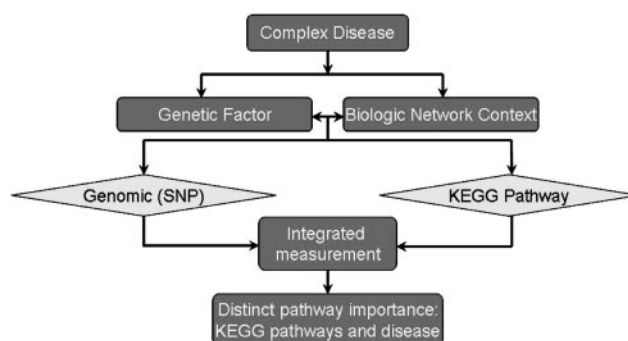 Complex Disease
Genetic Factor
Biologic Network Context
Genomic (SNP)
KEGG Pathway
Integrated
measurement
Distinct pathway importance:
KEGG pathways and disease